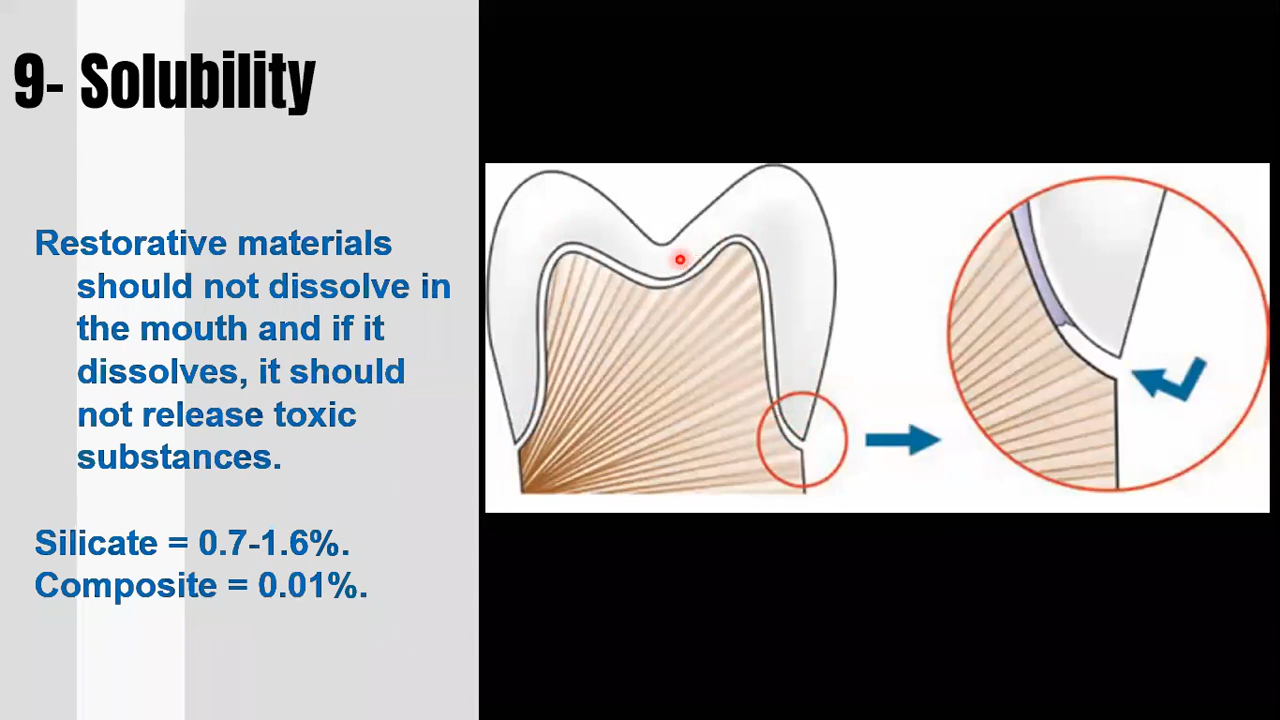 9- Solubility
Restorative materials
should not dissolve in
the mouth and if it
dissolves, it should
not release toxic
substances.
Silicate = 0.7-1.6%.
Composite = 0.01%.